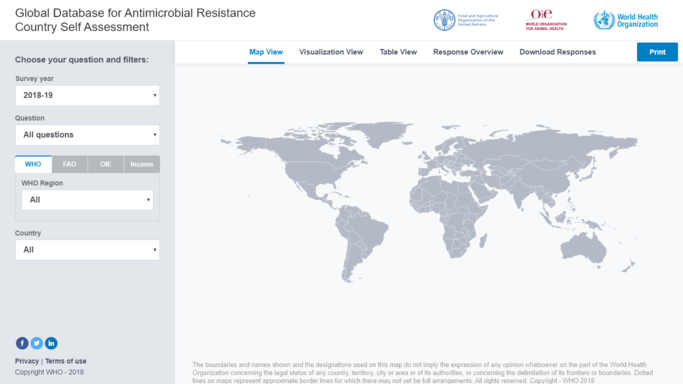 Global Database for Antimicrobial Resistance
Country Self Assessment
Food and Agriculture
Organization of the
United Nations
Oie
WORLD ORGANISATION
FOR ANIMAL HEALTH
World Health
Organization
Choose your question and filters:
Survey year
2018-19
Question
All questions
WHO FAO OIE Income
WHO Region
All
Country
All
Privacy | Terms of use
Copyright WHO - 2018
Map View Visualization View Table View Response Overview Download Responses Print
The boundaries and names shown and the designations used on this map do not imply the expression of any opinion whatsoever on the part of the World Health
Organization concerning the legal status of any country, territory, city or area or of its authorities, or concerning the delimitation of its frontiers or boundaries. Dotted
lines on maps represent approximate border lines for which there may not yet be full arrangements. All rights reserved. Copyright - WHO 2018